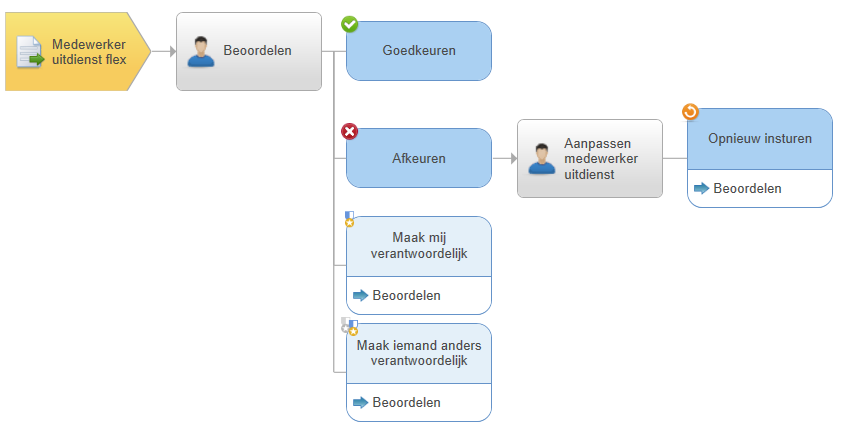 Medewerker
uitdienst flex
Beoordelen
Goedkeuren
Afkeuren
Aanpassen
medewerker
uitdienst
Opnieuw insturen
Beoordelen
Maak mij
verantwoordelijk
Beoordelen
Maak iemand anders
verantwoordelijk
Beoordelen